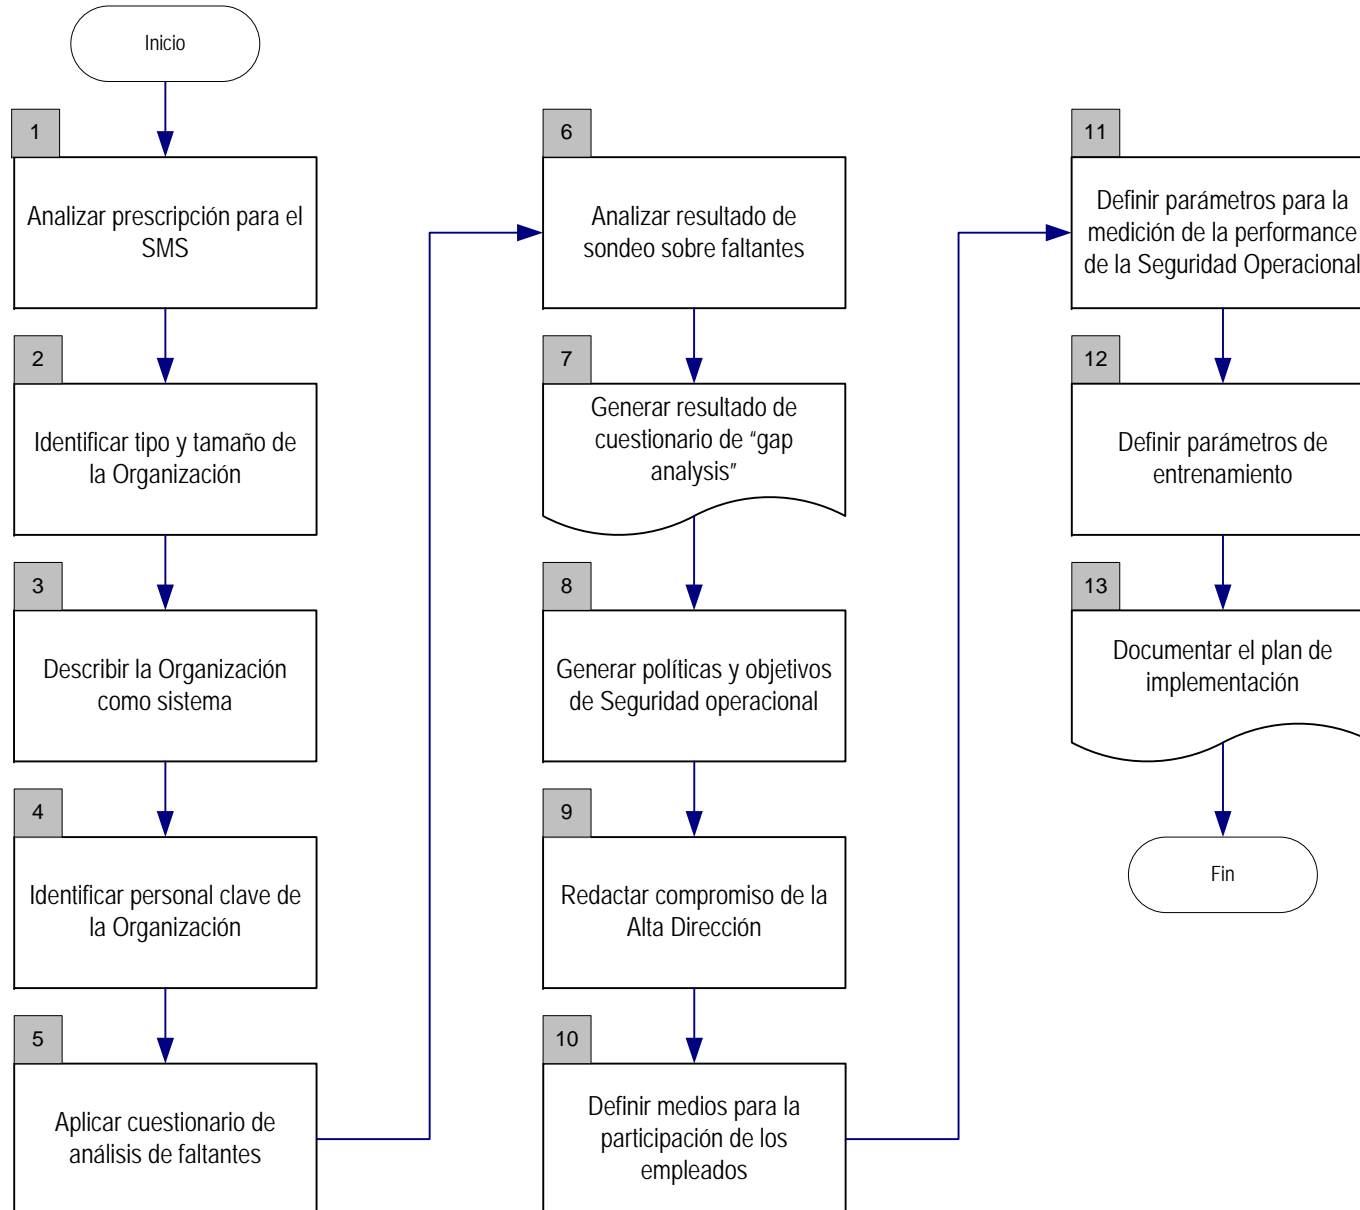 Inicio
1
Analizar prescripción para el
SMS
2
Identificar tipo y tamaño de
la Organización
3
Describir la Organización
como sistema
4
Identificar personal clave de
la Organización
5
Aplicar cuestionario de
análisis de faltantes
6
Analizar resultado de
sondeo sobre faltantes
7
Generar resultado de
cuestionario de “gap
analysis”
8
Generar políticas y objetivos
de Seguridad operacional
9
Redactar compromiso de la
Alta Dirección
10
Definir medios para la
participación de los
empleados
11
Definir parámetros para la
medición de la performance
de la Seguridad Operacional
12
Definir parámetros de
entrenamiento
13
Documentar el plan de
implementación
Fin